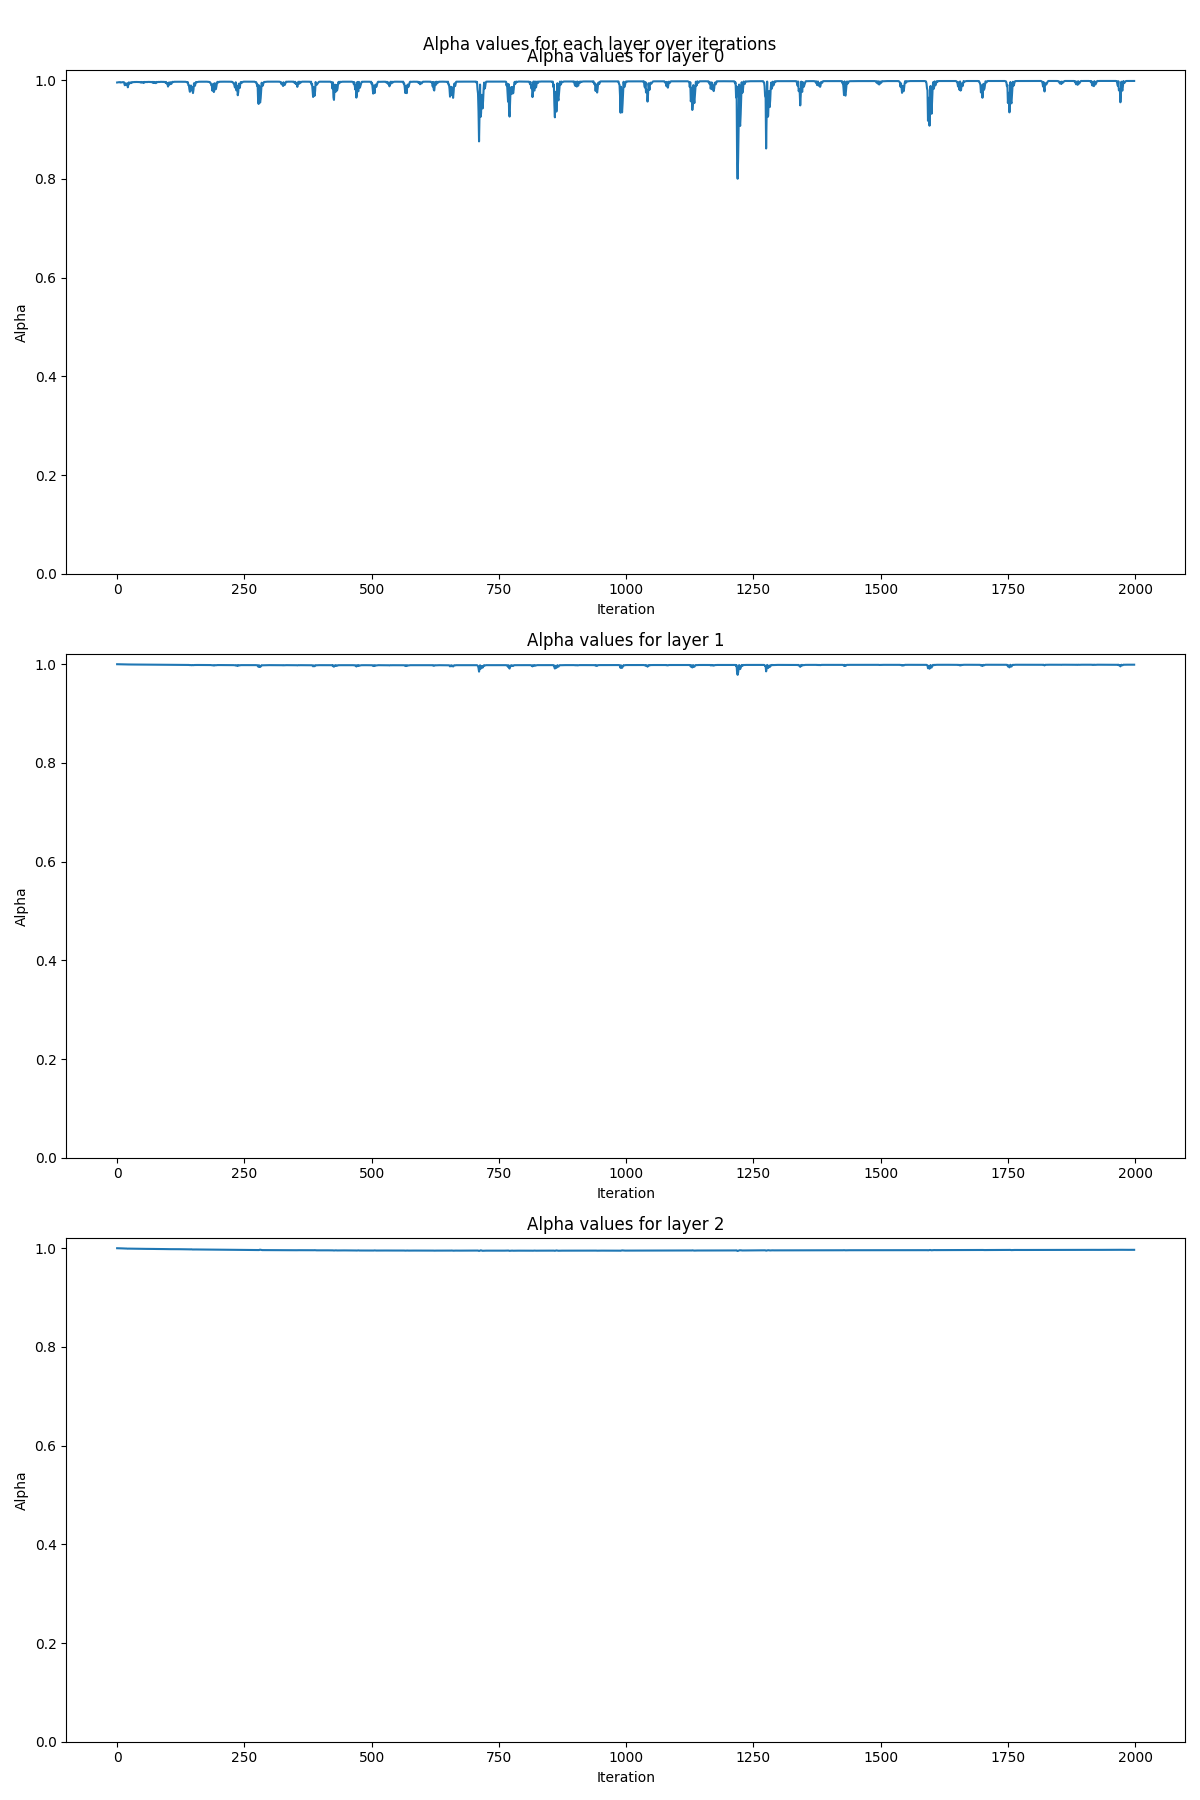 Alpha values for each layer over iterations
Alpha values for layer 0
1.0
0.8
0.6
0.4
0.2
0.0
Alpha
0 250 500 750 1000 1250 1500 1750 2000
Iteration
Alpha values for layer 1
1.0
0.8
0.6
0.4
0.2
0.0
Alpha
0 250 500 750 1000 1250 1500 1750 2000
Iteration
Alpha values for layer 2
1.0
0.8
0.6
0.4
0.2
0.0
Alpha
0 250 500 750 1000 1250 1500 1750 2000
Iteration